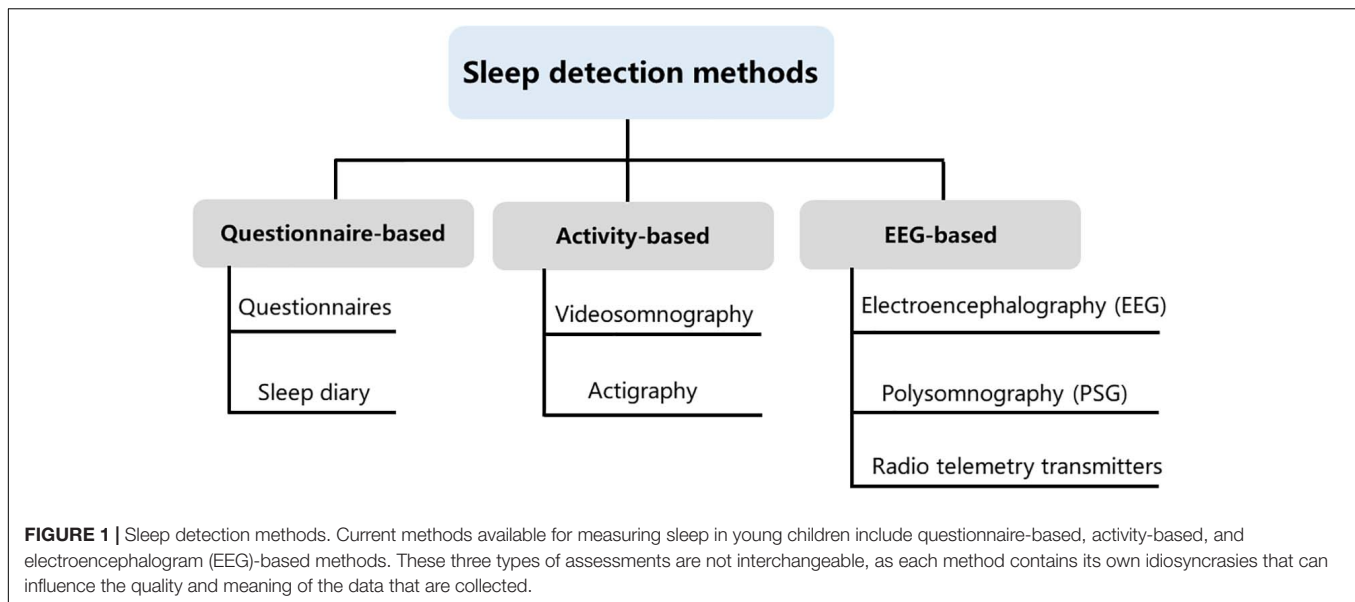 Sleep detection methods
Questionnaire-based
Activity-based
EEG-based
Questionnaires
Sleep diary
Videosomnography
Actigraphy
Electroencephalography (EEG)
Polysomnography (PSG)
Radio telemetry transmitters
FIGURE 1 | Sleep detection methods. Current methods available for measuring sleep in young children include questionnaire-based, activity-based, and
electroencephalogram (EEG)-based methods. These three types of assessments are not interchangeable, as each method contains its own idiosyncrasies that can
influence the quality and meaning of the data that are collected.